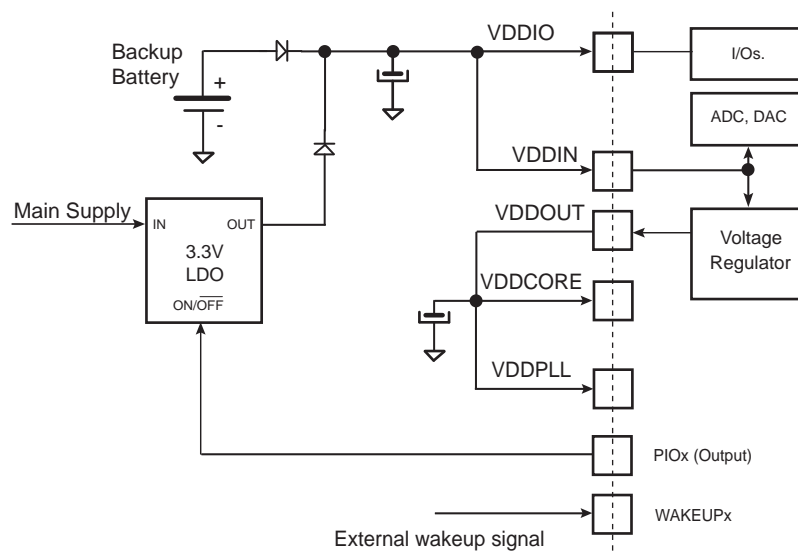 Backup
Battery
+
-
VDDIO
I/Os.
ADC, DAC
VDDIN
Main Supply
IN
OUT
3.3V
LDO
ON/OFF
VDDOUT
Voltage
Regulator
VDDCORE
VDDPLL
PIOx (Output)
WAKEUPx
External wakeup signal